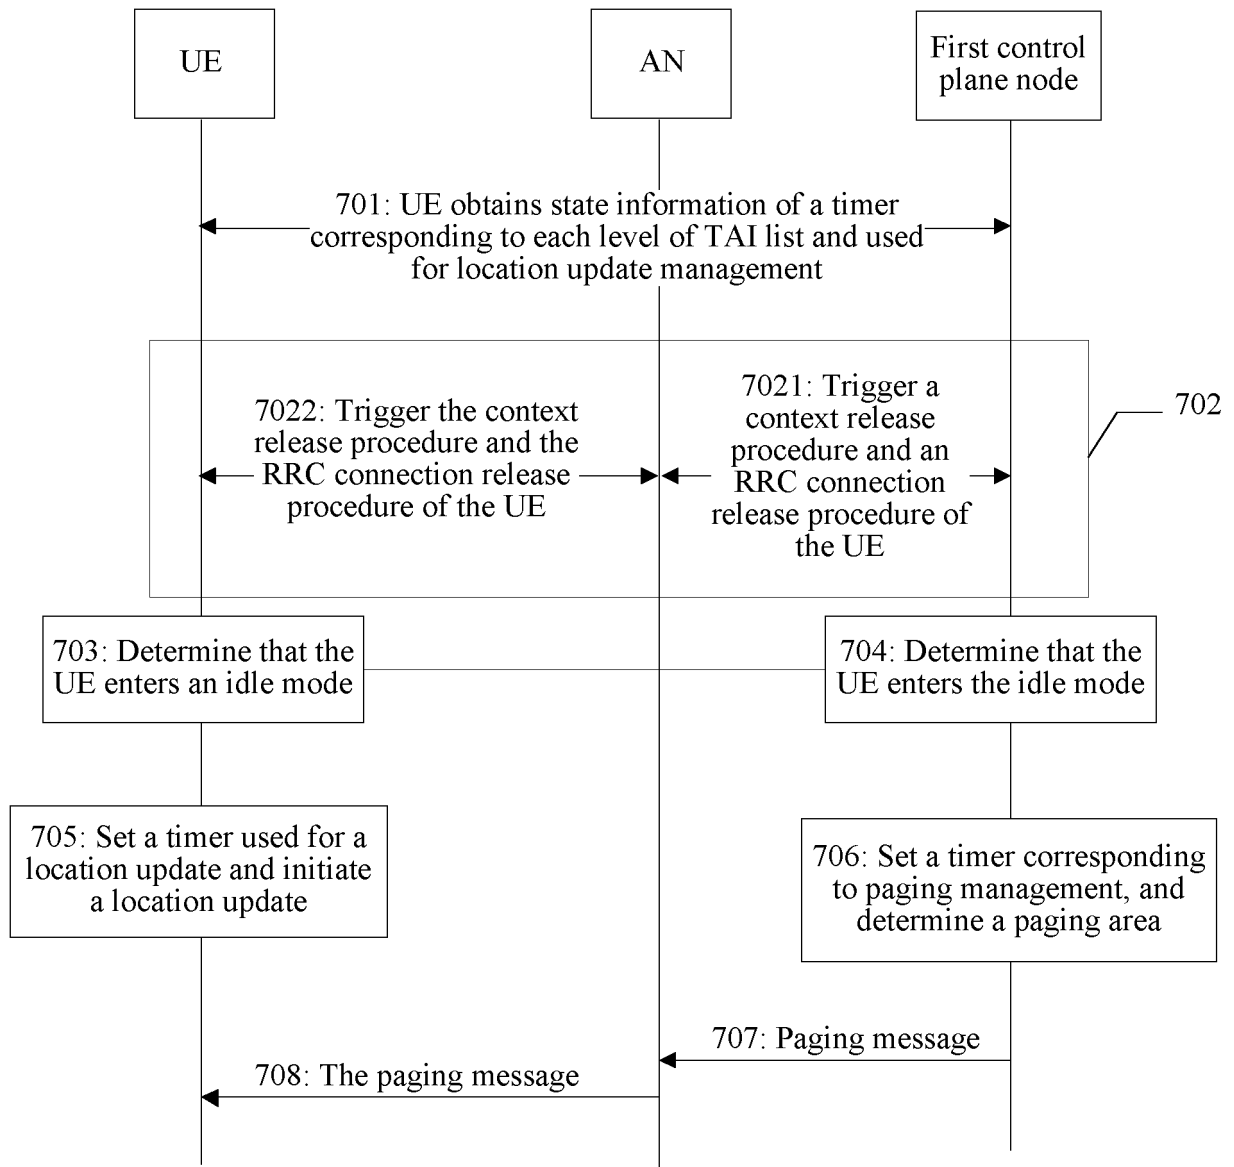 UE
AN
First control
plane node
701: UE obtains state information of a timer
corresponding to each level of TAI list and used
for location update management
7022: Trigger the context
release procedure and the
RRC connection release
procedure of the UE
7021: Trigger a
context release
procedure and an
RRC connection
release procedure of
the UE
702
703: Determine that the
UE enters an idle mode
704: Determine that the
UE enters the idle mode
705: Set a timer used for a
location update and initiate
a location update
706: Set a timer corresponding
to paging management, and
determine a paging area
707: Paging message
708: The paging message